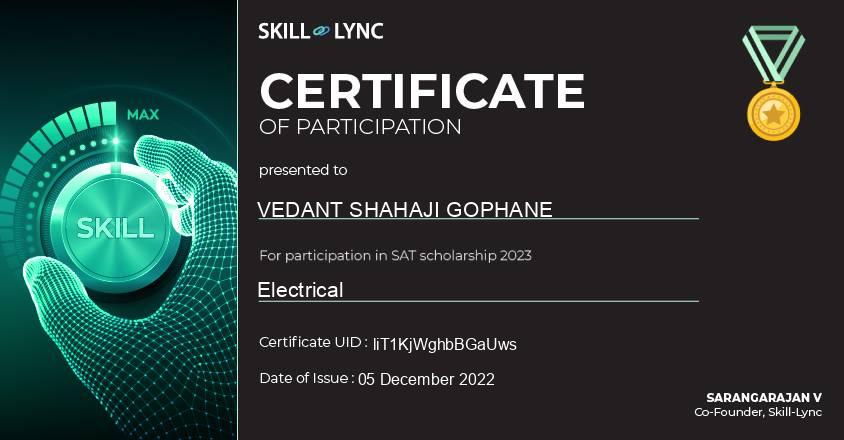 SKILL LYNC
MAX
SKILL
CERTIFICATE
OF PARTICIPATION
presented to
VEDANT SHAHAJI GOPHANE
For participation in SAT scholarship 2023
Electrical
Certificate UID : IiT1KjWghbBGaUws
Date of Issue : 05 December 2022
SARANGARAJAN V
Co-Founder, Skill-Lync